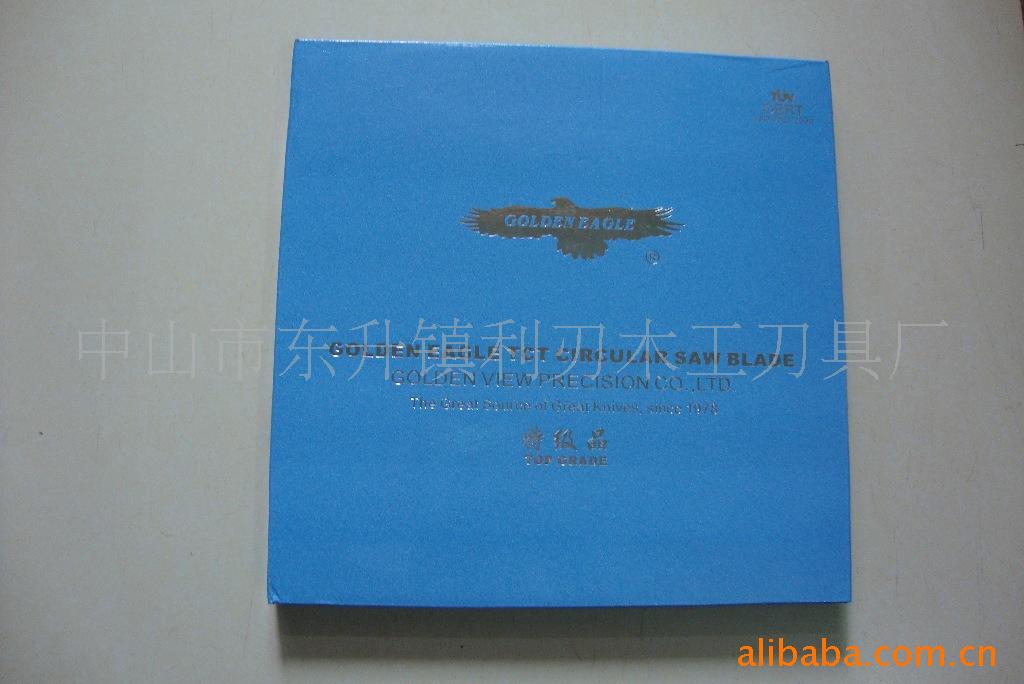 TÜV
CERT
GOLDEN EAGLE
®
中山市东升镇利刃木工刀具厂
GOLDEN EAGLE TCT CIRCULAR SAW BLADE
GOLDEN VIEW PRECISION CO.,LTD.
The Great Source of Great Knives, since 1978
特级品
TOP GRADE
alibaba.com.cn